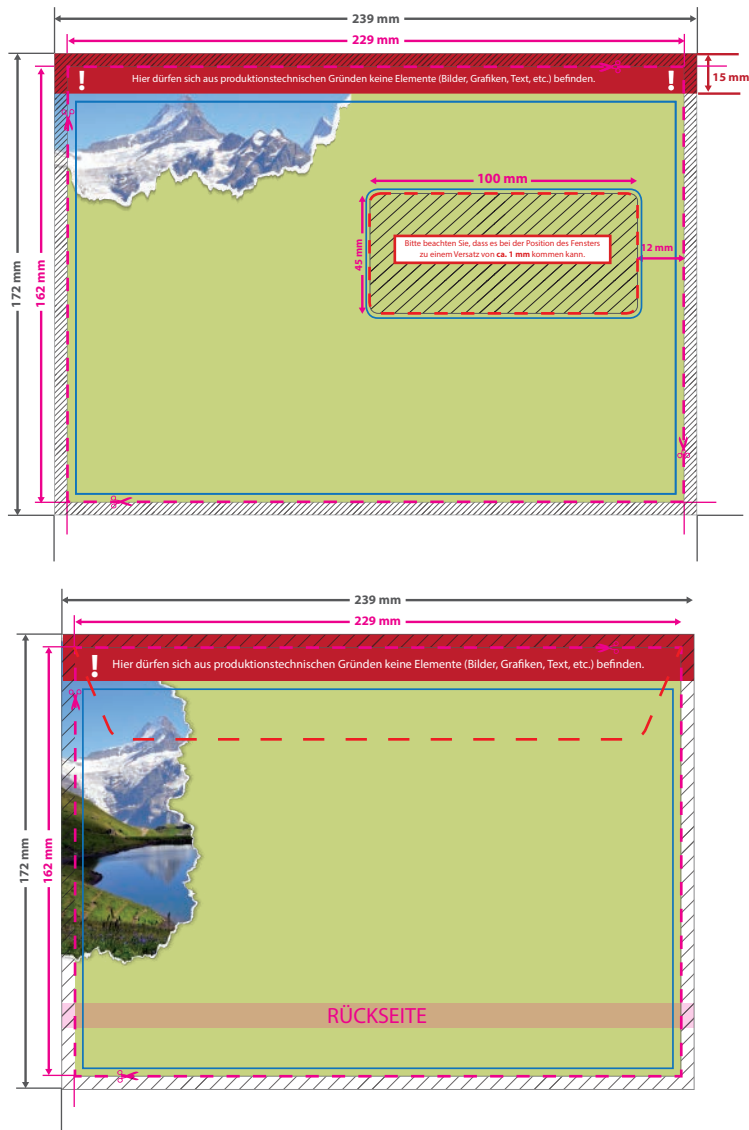 239 mm
229 mm
! Hier dürfen sich aus produktionstechnischen Gründen keine Elemente (Bilder, Grafiken, Text, etc.) befinden. !
15 mm
100 mm
45 mm
Bitte beachten Sie, dass es bei der Position des Fensters
zu einem Versatz von ca. 1 mm kommen kann.
12 mm
172 mm
162 mm
239 mm
229 mm
! Hier dürfen sich aus produktionstechnischen Gründen keine Elemente (Bilder, Grafiken, Text, etc.) befinden.
172 mm
162 mm
RÜCKSEITE